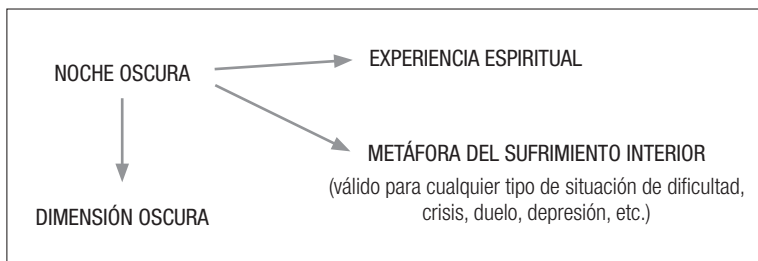 NOCHE OSCURA
EXPERIENCIA ESPIRITUAL
METÁFORA DEL SUFRIMIENTO INTERIOR
(válido para cualquier tipo de situación de dificultad,
crisis, duelo, depresión, etc.)
DIMENSIÓN OSCURA